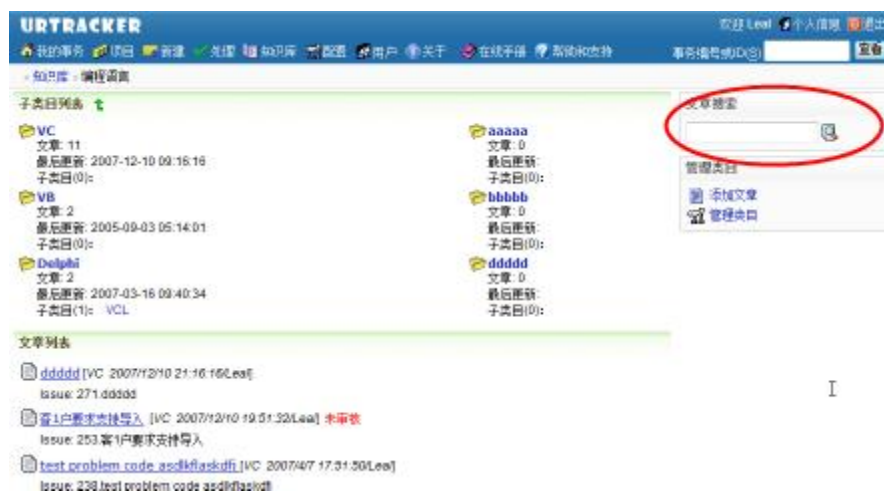 URTRACKER
欢迎 Leal 个人信息 退出
我的事务 项目 新建 处理 知识库 配置 用户 关于 在线手册 帮助和支持 事务编号或ID(S) 查看
知识库 编程语言
子类目列表
文章搜索
VC
文章: 11
最后更新: 2007-12-10 09:16:16
子类目(0):
aaaaa
文章: 0
最后更新:
子类目(0):
VB
文章: 2
最后更新: 2005-09-03 05:14:01
子类目(0):
bbbbb
文章: 0
最后更新:
子类目(0):
Delphi
文章: 2
最后更新: 2007-03-16 09:40:34
子类目(1): VCL
ddddd
文章: 0
最后更新:
子类目(0):
管理类目
添加文章
管理类目
文章列表
ddddd [VC 2007/12/10 21:16:16/Leal]
Issue: 271.ddddd
客1户要求支持导入 [VC 2007/12/10 19:51:32/Leal] 未审核
Issue: 253.客1户要求支持导入
test problem code asdlkflaskdfi [VC 2007/4/7 17:31:50/Leal]
Issue: 238.test problem code asdlkflaskdfi